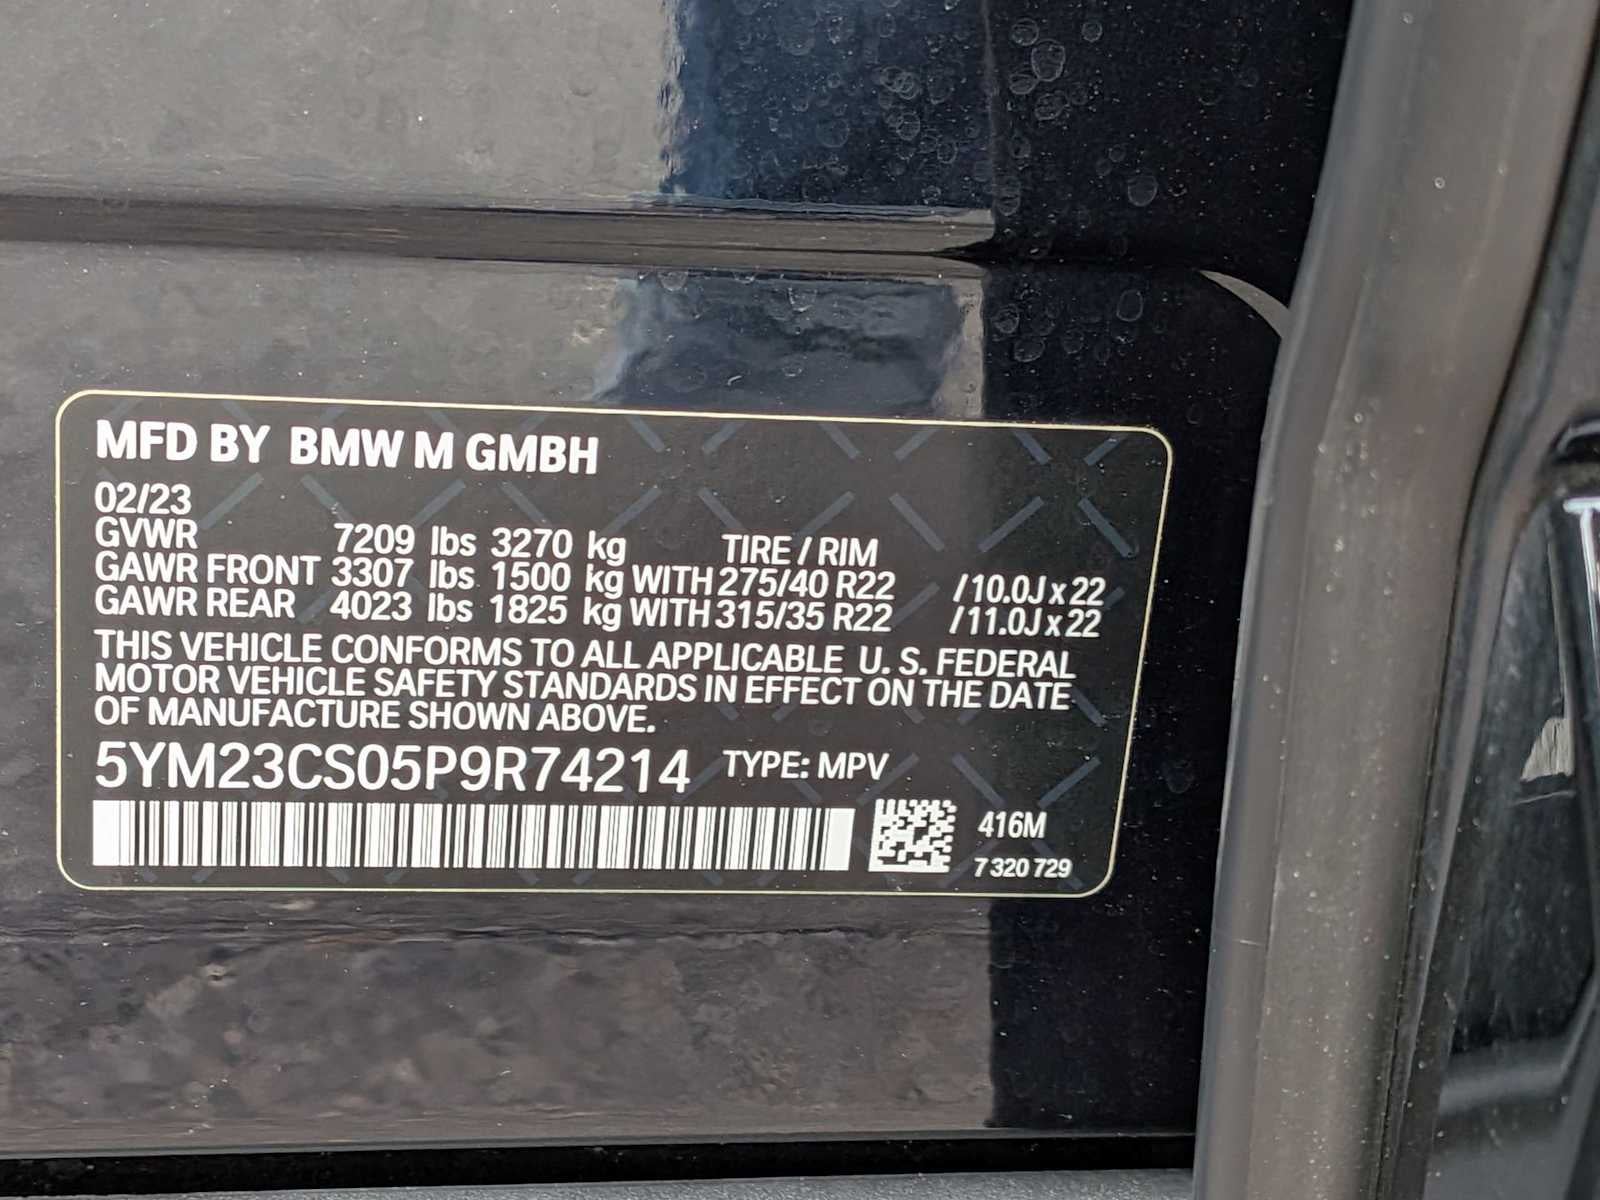 MFD BY BMW M GMBH
02/23
GVWR 7209 lbs 3270 kg TIRE / RIM
GAWR FRONT 3307 lbs 1500 kg WITH 275/40 R22 /10.0J x 22
GAWR REAR 4023 lbs 1825 kg WITH 315/35 R22 /11.0J x 22
THIS VEHICLE CONFORMS TO ALL APPLICABLE U. S. FEDERAL
MOTOR VEHICLE SAFETY STANDARDS IN EFFECT ON THE DATE
OF MANUFACTURE SHOWN ABOVE.
5YM23CS05P9R74214 TYPE: MPV
416M
7 320 729